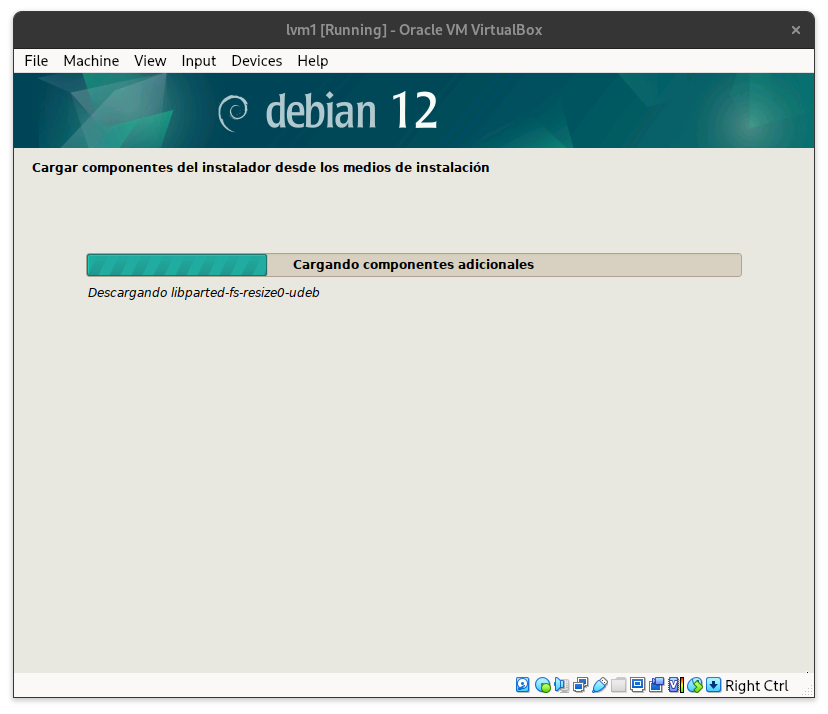 lvm1 [Running] - Oracle VM VirtualBox
File Machine View Input Devices Help
debian 12
Cargar componentes del instalador desde los medios de instalación
Cargando componentes adicionales
Descargando libparted-fs-resize0-udeb
Right Ctrl